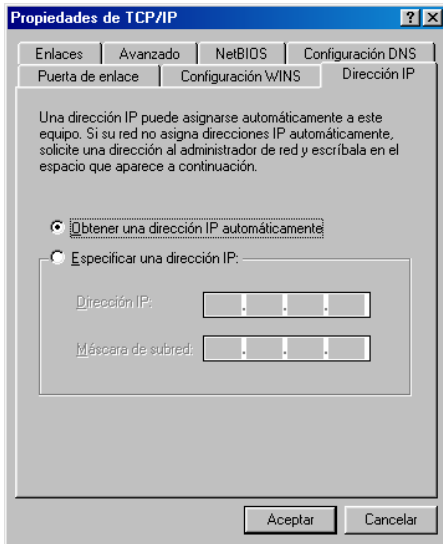 Propiedades de TCP/IP
Enlaces Avanzado NetBIOS Configuración DNS
Puerta de enlace Configuración WINS Dirección IP
Una dirección IP puede asignarse automáticamente a este
equipo. Si su red no asigna direcciones IP automáticamente,
solicite una dirección al administrador de red y escríbala en el
espacio que aparece a continuación.
Obtener una dirección IP automáticamente
Especificar una dirección IP:
Dirección IP:
Máscara de subred:
Aceptar Cancelar